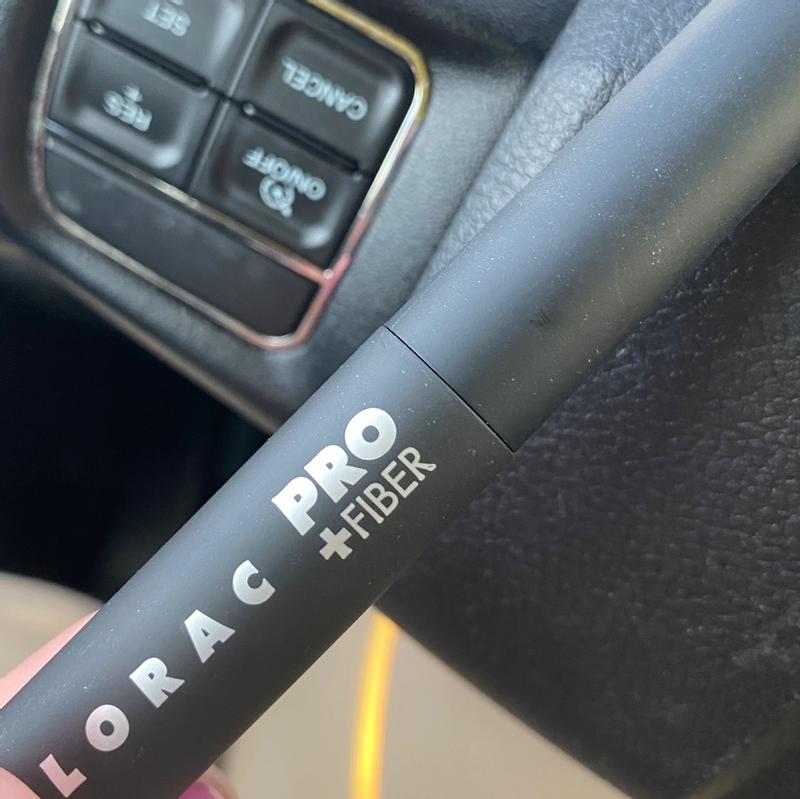 LORAC PRO
+FIBER
SET
CANCEL
RES
+
ON/OFF